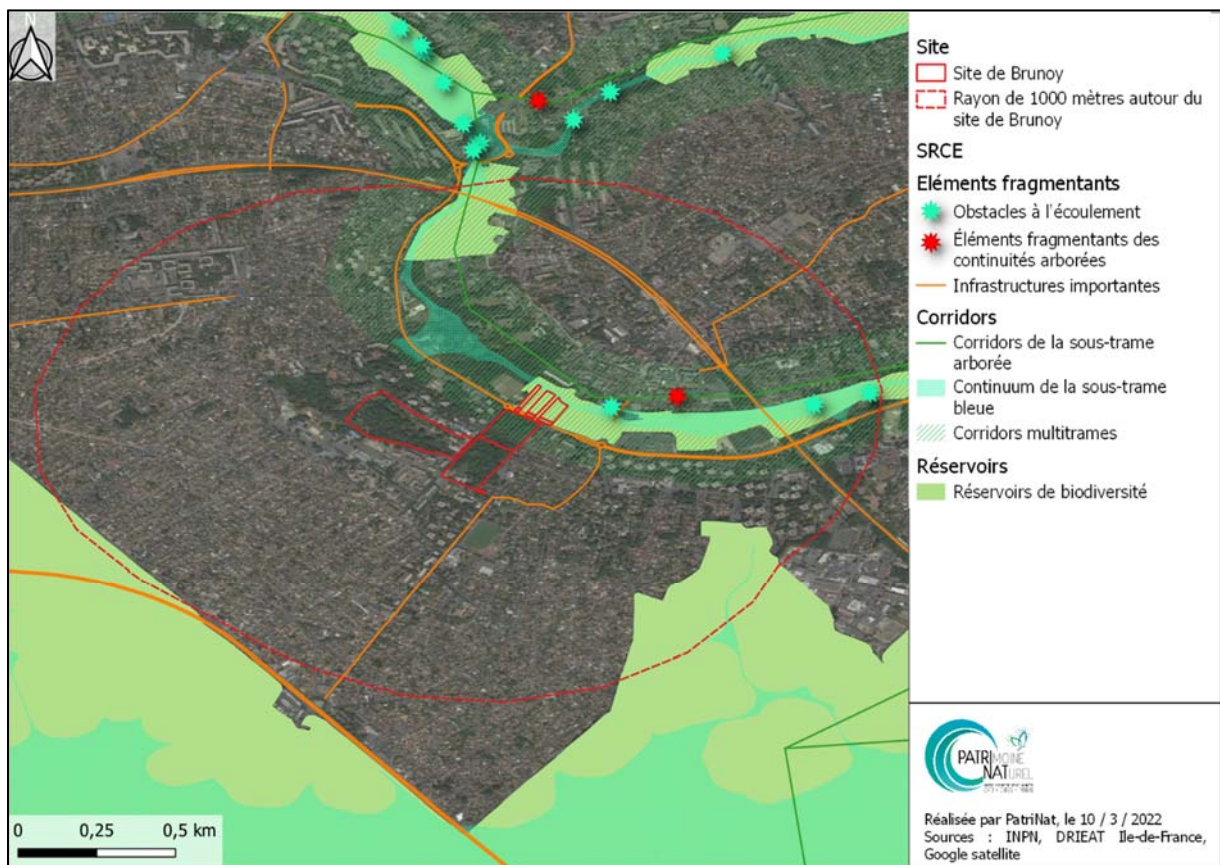 N
Site
Site de Brunoy
Rayon de 1000 mètres autour du
site de Brunoy
SRCE
Eléments fragmentants
Obstacles à l'écoulement
Éléments fragmentants des
continuités arborées
Infrastructures importantes
Corridors
Corridors de la sous-trame
arborée
Continuum de la sous-trame
bleue
Corridors multitrames
Réservoirs
Réservoirs de biodiversité
PATRIMOINE
NATUREL
Réalisée par PatriNat, le 10 / 3 / 2022
Sources : INPN, DRIEAT Ile-de-France,
Google satellite
0 0,25 0,5 km